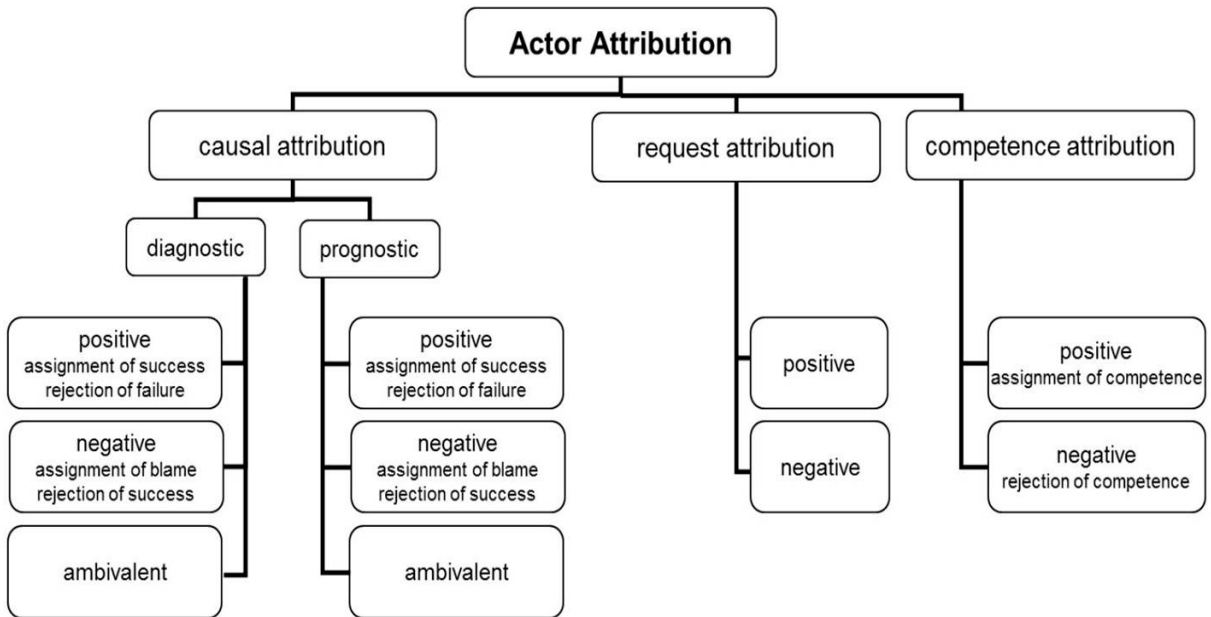 Actor Attribution
causal attribution
request attribution
competence attribution
diagnostic
prognostic
positive
assignment of success
rejection of failure
positive
assignment of success
rejection of failure
positive
positive
assignment of competence
negative
assignment of blame
rejection of success
negative
assignment of blame
rejection of success
negative
negative
rejection of competence
ambivalent
ambivalent